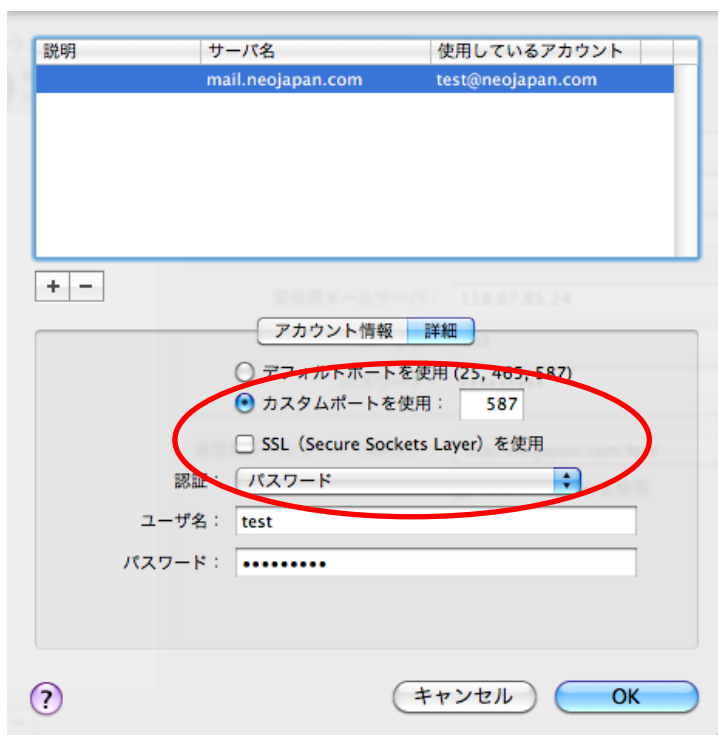 説明 サーバ名 使用しているアカウント
mail.neojapan.com test@neojapan.com
+ −
118.67.85.24
アカウント情報 詳細
デフォルトポートを使用 (25, 465, 587)
カスタムポートを使用： 587
SSL（Secure Sockets Layer）を使用
認証： パスワード
ユーザ名： test
パスワード： •••••••••
? キャンセル OK